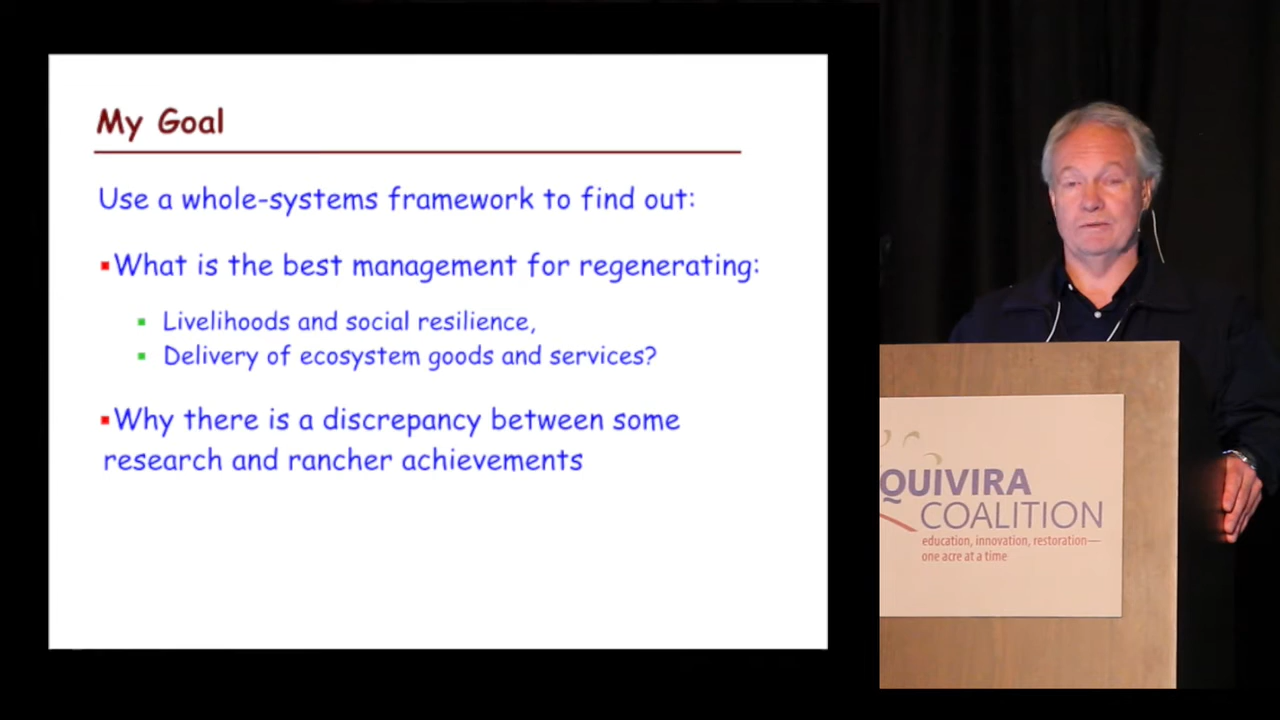 My Goal
Use a whole-systems framework to find out:
▪What is the best management for regenerating:
▪ Livelihoods and social resilience,
▪ Delivery of ecosystem goods and services?
▪Why there is a discrepancy between some
research and rancher achievements
QUIVIRA
COALITION
education, innovation, restoration—
one acre at a time